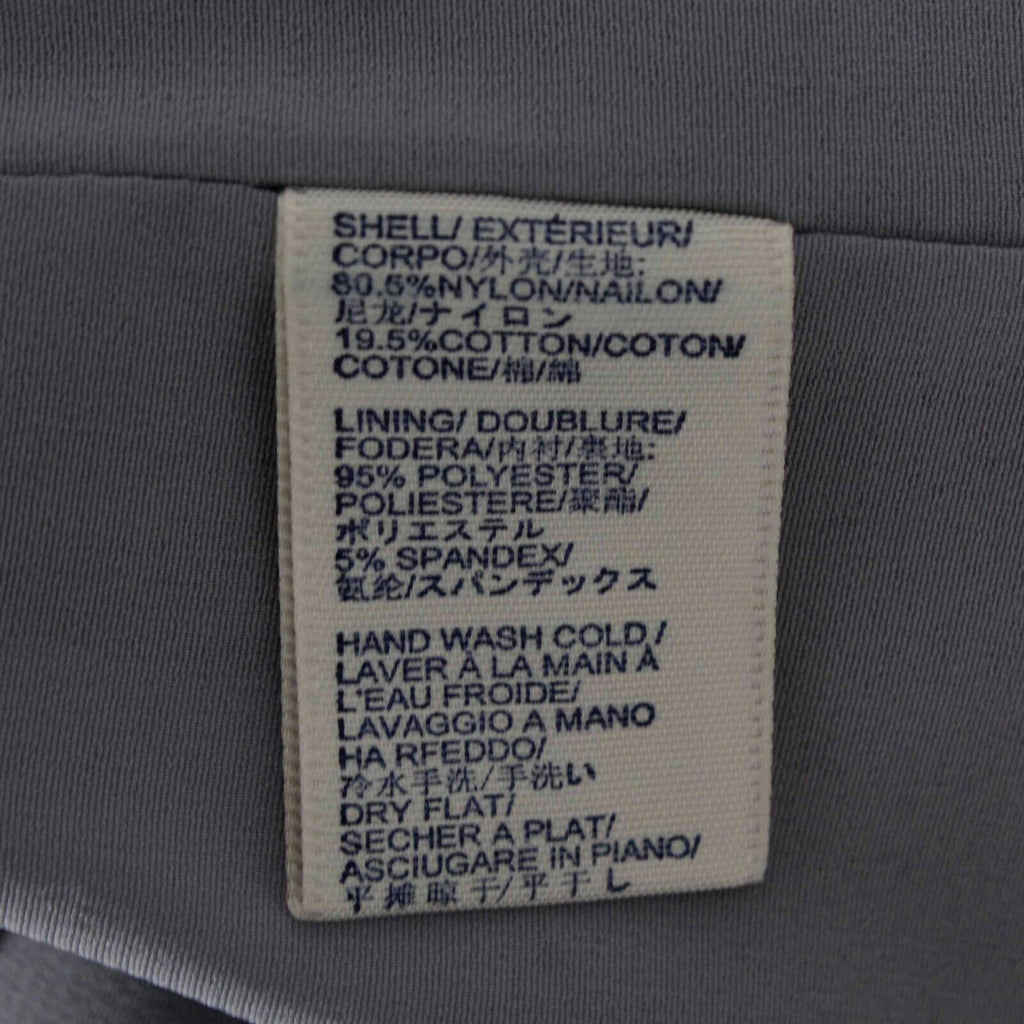 SHELL/ EXTÉRIEUR/
CORPO/外壳/生地:
80.5%NYLON/NAILON/
尼龙/ナイロン
19.5%COTTON/COTON/
COTONE/棉/綿
LINING/ DOUBLURE/
FODERA/内衬/裏地:
95% POLYESTER/
POLIESTERE/聚酯/
ポリエステル
5% SPANDEX/
氨纶/スパンデックス
HAND WASH COLD /
LAVER À LA MAIN À
L'EAU FROIDE/
LAVAGGIO A MANO
HA RFEDDO/
冷水手洗/手洗い
DRY FLAT/
SECHER A PLAT/
ASCIUGARE IN PIANO/
平摊晾干/平干し